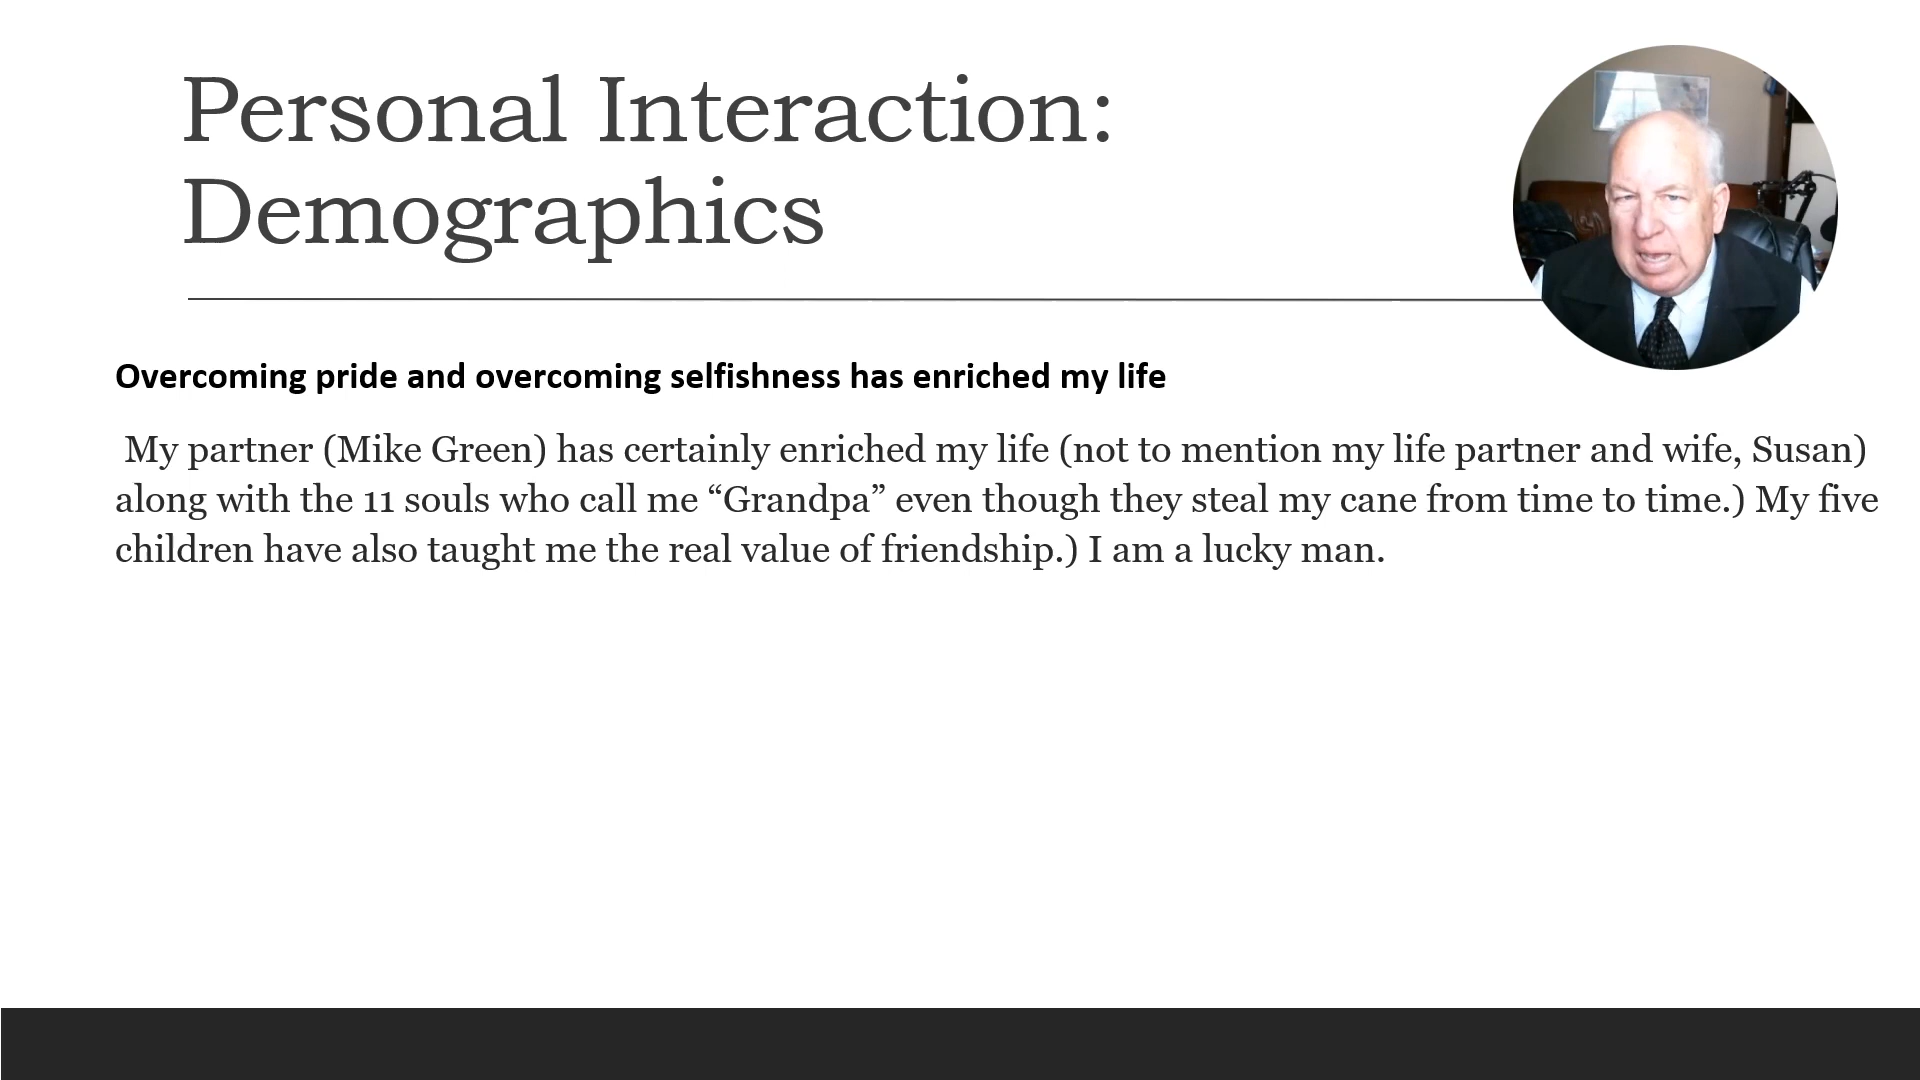 Personal Interaction:
Demographics
Overcoming pride and overcoming selfishness has enriched my life
My partner (Mike Green) has certainly enriched my life (not to mention my life partner and wife, Susan)
along with the 11 souls who call me “Grandpa” even though they steal my cane from time to time.) My five
children have also taught me the real value of friendship.) I am a lucky man.